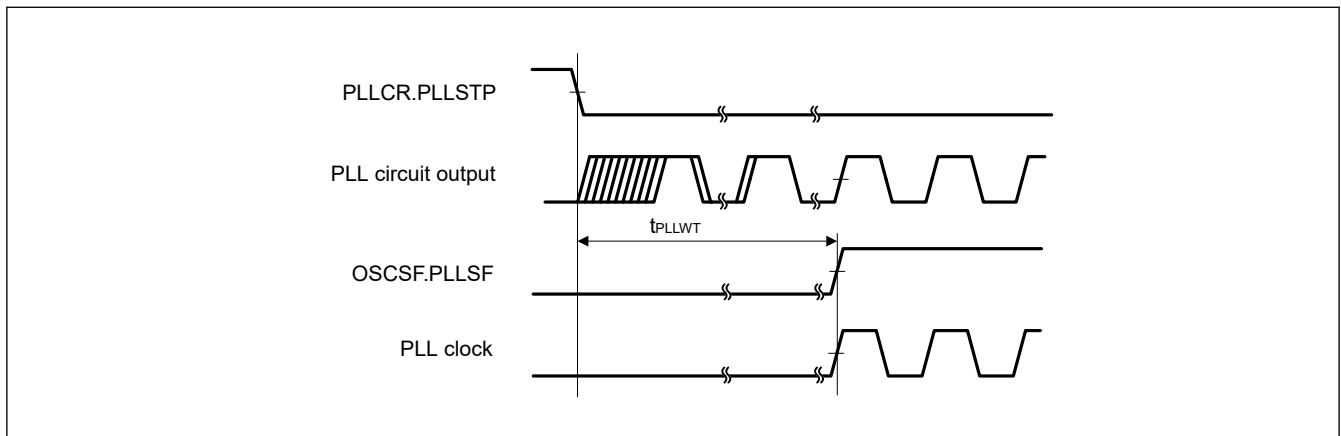 PLLCR.PLLSTP
PLL circuit output
tPLLWT
OSCSF.PLLSF
PLL clock